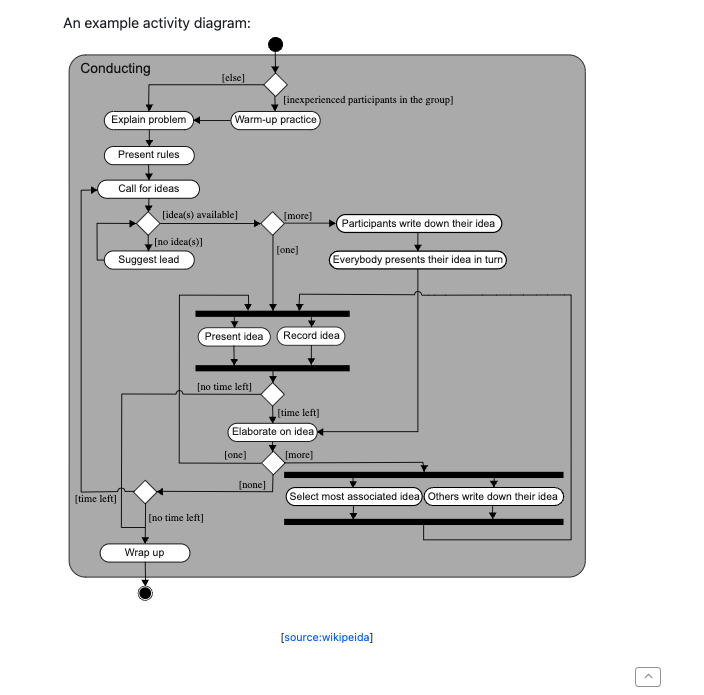 An example activity diagram:
Conducting
[else]
[inexperienced participants in the group]
Explain problem
Warm-up practice
Present rules
Call for ideas
[idea(s) available]
[more]
Participants write down their idea
[no idea(s)]
[one]
Suggest lead
Everybody presents their idea in turn
Present idea
Record idea
[no time left]
[time left]
Elaborate on idea
[one]
[more]
[none]
[time left]
Select most associated idea
Others write down their idea
[no time left]
Wrap up
[source:wikipeida]